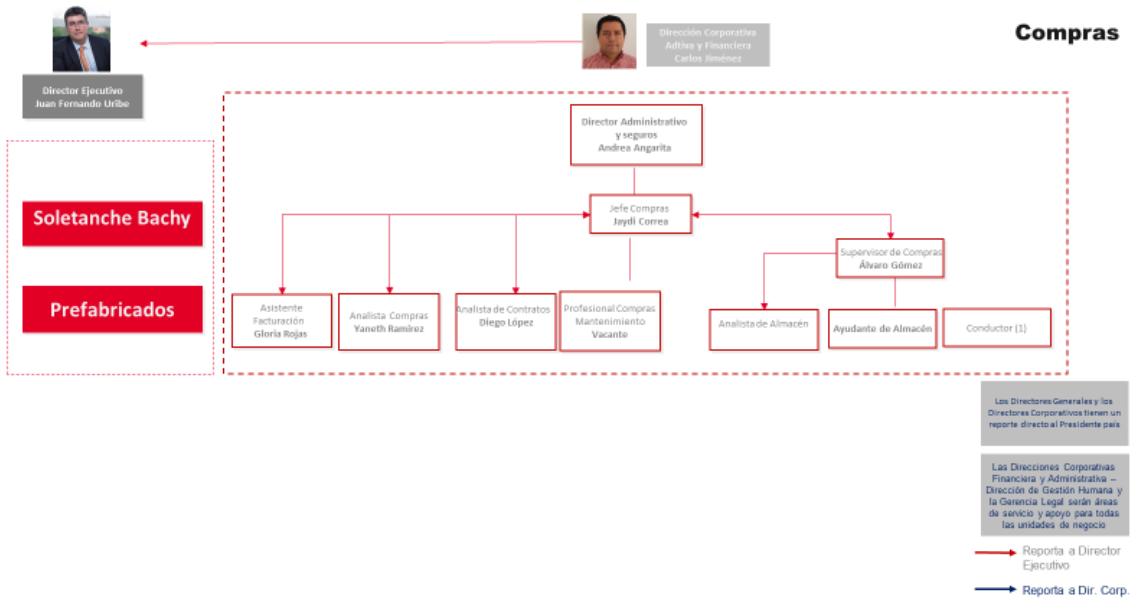 Compras
Dirección Corporativa
Adtiva y Financiera
Carlos Jiménez
Director Ejecutivo
Juan Fernando Uribe
Director Administrativo
y seguros
Andrea Angarita
Soletanche Bachy
Prefabricados
Jefe Compras
Jaydi Correa
Supervisor de Compras
Álvaro Gómez
Asistente
Facturación
Gloria Rojas
Analista Compras
Yaneth Ramírez
Analista de Contratos
Diego López
Profesional Compras
Mantenimiento
Vacante
Analista de Almacén
Ayudante de Almacén
Conductor (1)
Los Directores Generales y los
Directores Corporativos tienen un
reporte directo al Presidente país
Las Direcciones Corporativas
Financiera y Administrativa –
Dirección de Gestión Humana y
la Gerencia Legal serán áreas
de servicio y apoyo para todas
las unidades de negocio
Reporta a Director
Ejecutivo
Reporta a Dir. Corp.